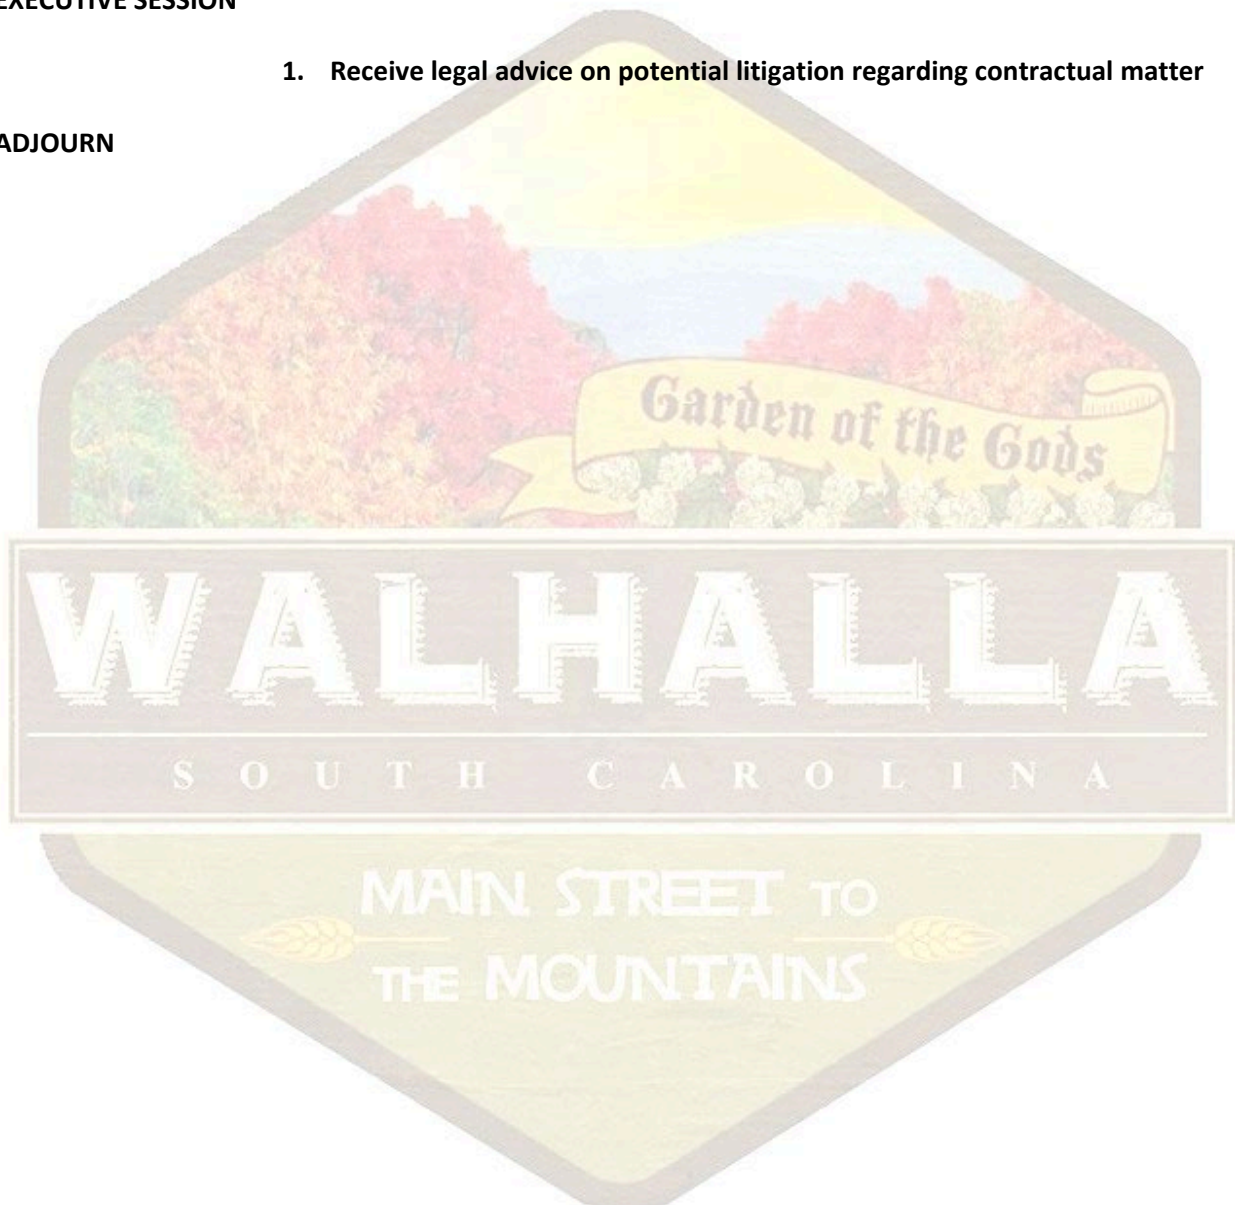 EXECUTIVE SESSION
1. Receive legal advice on potential litigation regarding contractual matter
ADJOURN
Garden of the Gods
WALHALLA
SOUTH CAROLINA
MAIN STREET TO
THE MOUNTAINS